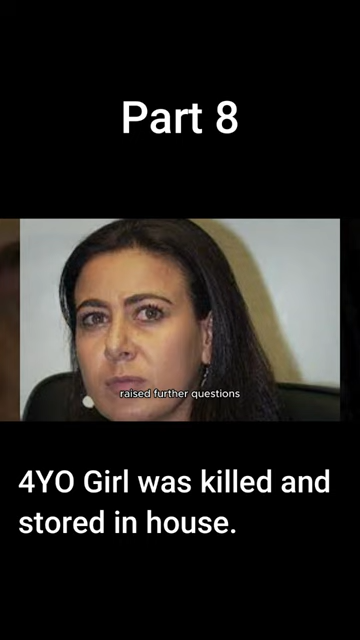 Part 8
raised further questions
4YO Girl was killed and
stored in house.